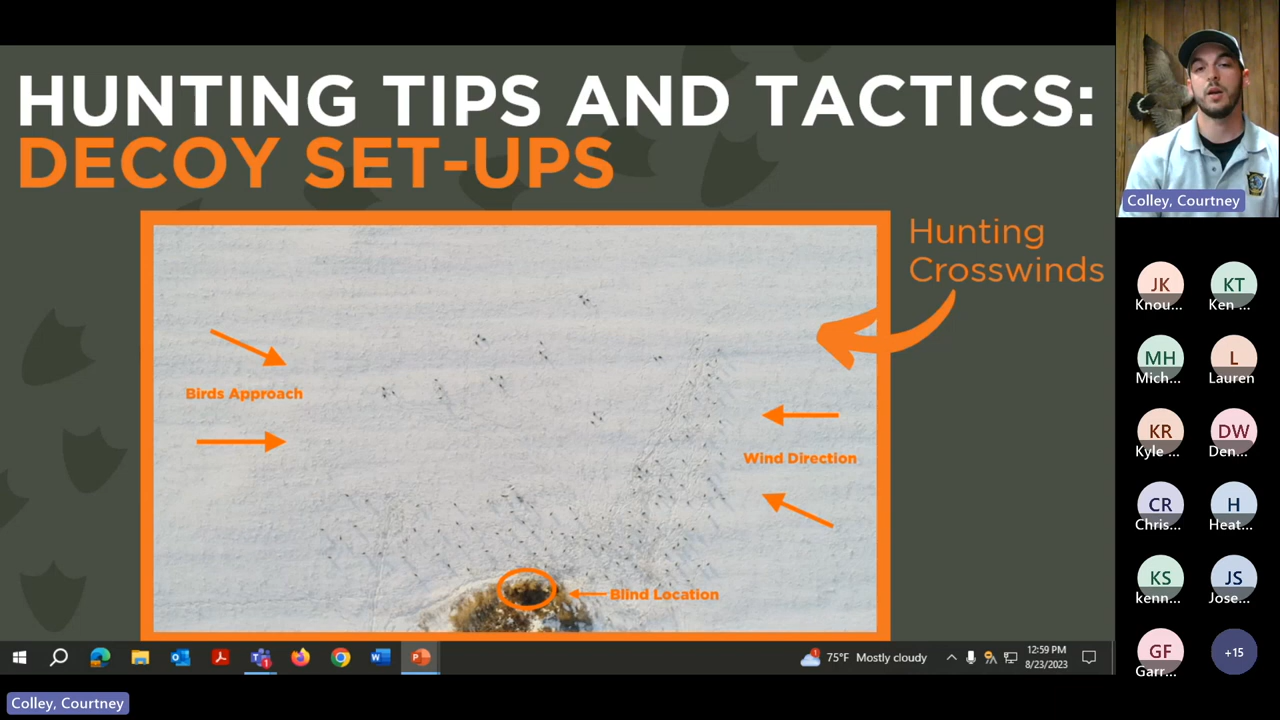 HUNTING TIPS AND TACTICS:
DECOY SET-UPS
Hunting
Crosswinds
Birds Approach
Wind Direction
Blind Location
Colley, Courtney
JK
Knou...
KT
Ken ...
MH
Mich...
L
Lauren
KR
Kyle ...
DW
Den...
CR
Chris...
H
Heat...
KS
kenn...
JS
Jose...
GF
Garr...
+15
1
75°F Mostly cloudy
12:59 PM
8/23/2023
Colley, Courtney